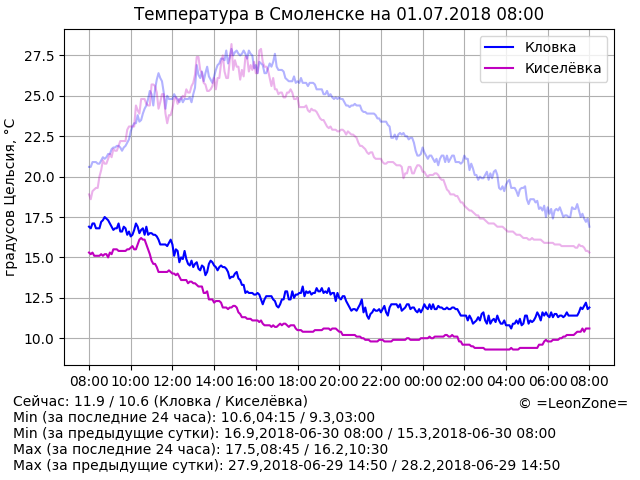 Температура в Смоленске на 01.07.2018 08:00
градусов Цельсия, °C
27.5
25.0
22.5
20.0
17.5
15.0
12.5
10.0
Кловка
Киселёвка
08:00 10:00 12:00 14:00 16:00 18:00 20:00 22:00 00:00 02:00 04:00 06:00 08:00
Сейчас: 11.9 / 10.6 (Кловка / Киселёвка)
© =LeonZone=
Min (за последние 24 часа): 10.6,04:15 / 9.3,03:00
Min (за предыдущие сутки): 16.9,2018-06-30 08:00 / 15.3,2018-06-30 08:00
Max (за последние 24 часа): 17.5,08:45 / 16.2,10:30
Max (за предыдущие сутки): 27.9,2018-06-29 14:50 / 28.2,2018-06-29 14:50